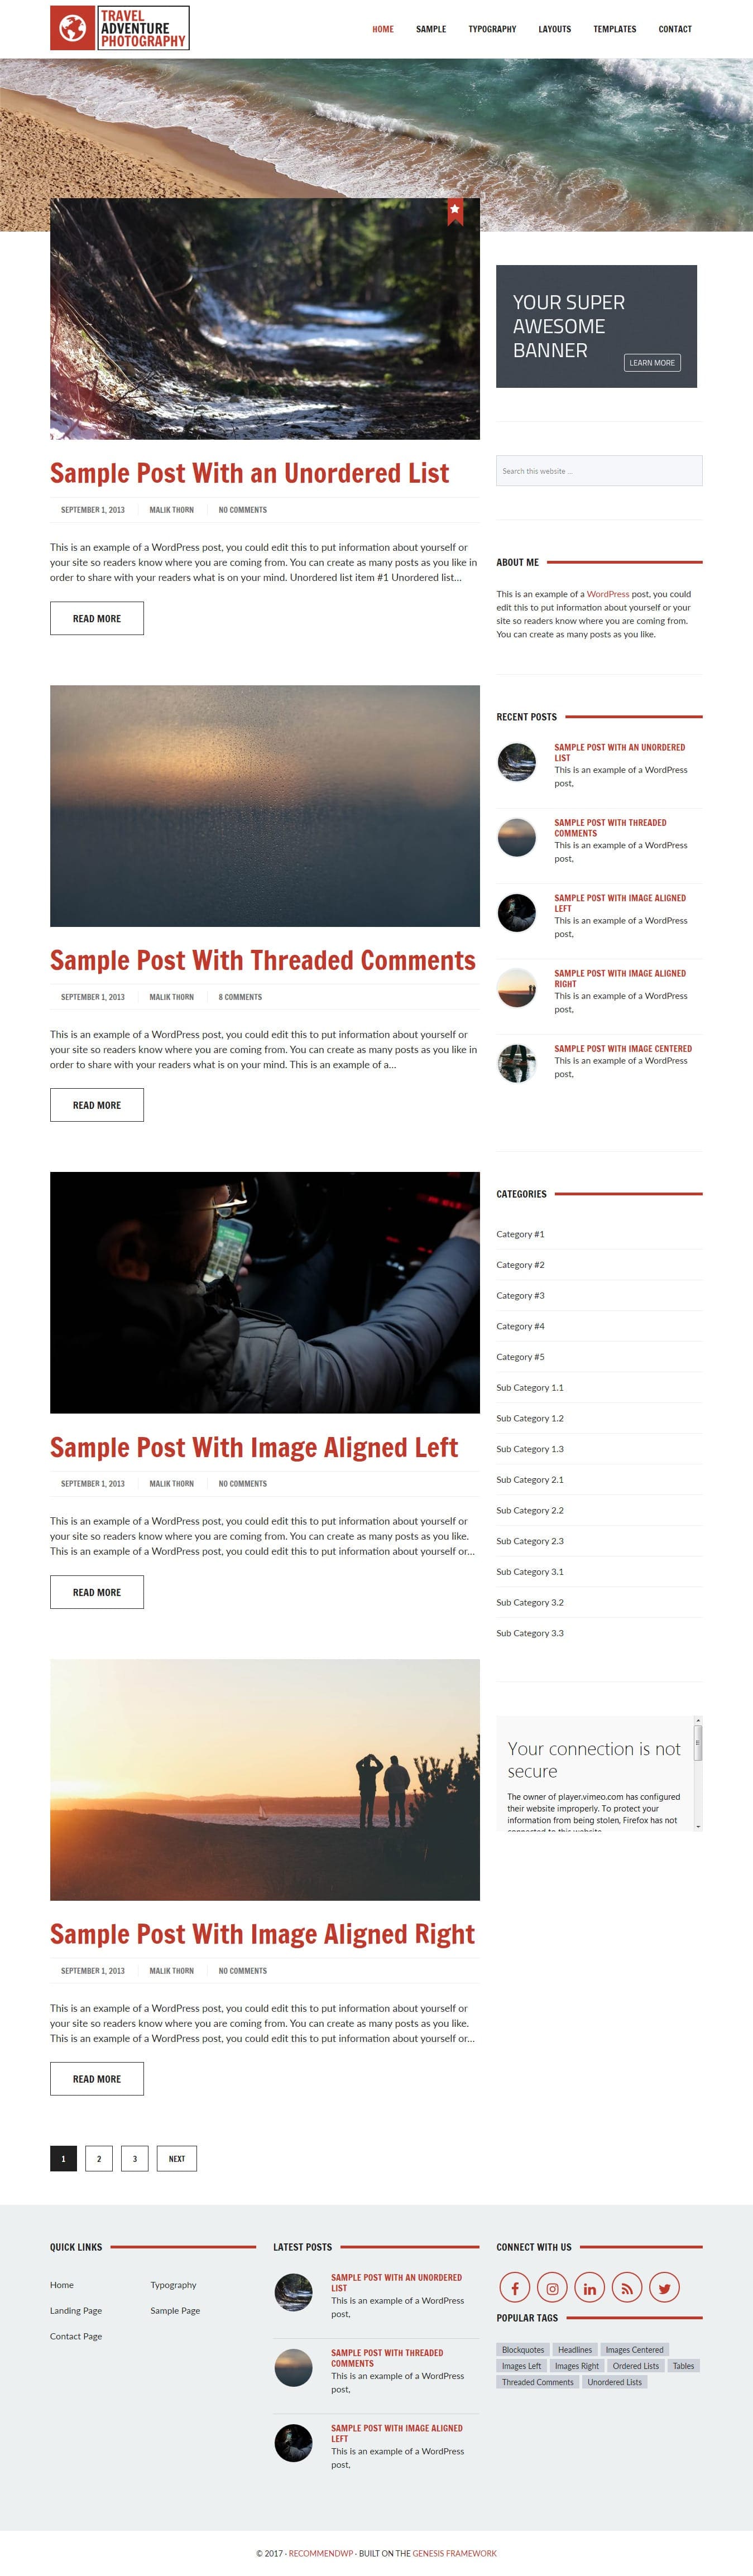 TRAVEL
ADVENTURE
PHOTOGRAPHY
HOME SAMPLE TYPOGRAPHY LAYOUTS TEMPLATES CONTACT
Sample Post With an Unordered List
SEPTEMBER 1, 2013 MALIK THORN NO COMMENTS
This is an example of a WordPress post, you could edit this to put information about yourself or
your site so readers know where you are coming from. You can create as many posts as you like in
order to share with your readers what is on your mind. Unordered list item #1 Unordered list...
READ MORE
Sample Post With Threaded Comments
SEPTEMBER 1, 2013 MALIK THORN 8 COMMENTS
This is an example of a WordPress post, you could edit this to put information about yourself or
your site so readers know where you are coming from. You can create as many posts as you like in
order to share with your readers what is on your mind. This is an example of a...
READ MORE
Sample Post With Image Aligned Left
SEPTEMBER 1, 2013 MALIK THORN NO COMMENTS
This is an example of a WordPress post, you could edit this to put information about yourself or
your site so readers know where you are coming from. You can create as many posts as you like.
This is an example of a WordPress post, you could edit this to put information about yourself or...
READ MORE
Sample Post With Image Aligned Right
SEPTEMBER 1, 2013 MALIK THORN NO COMMENTS
This is an example of a WordPress post, you could edit this to put information about yourself or
your site so readers know where you are coming from. You can create as many posts as you like.
This is an example of a WordPress post, you could edit this to put information about yourself or...
READ MORE
1 2 3 NEXT
YOUR SUPER
AWESOME
BANNER
LEARN MORE
Search this website ...
ABOUT ME
This is an example of a WordPress post, you could
edit this to put information about yourself or your
site so readers know where you are coming from.
You can create as many posts as you like.
RECENT POSTS
SAMPLE POST WITH AN UNORDERED
LIST
This is an example of a WordPress
post,
SAMPLE POST WITH THREADED
COMMENTS
This is an example of a WordPress
post,
SAMPLE POST WITH IMAGE ALIGNED
LEFT
This is an example of a WordPress
post,
SAMPLE POST WITH IMAGE ALIGNED
RIGHT
This is an example of a WordPress
post,
SAMPLE POST WITH IMAGE CENTERED
This is an example of a WordPress
post,
CATEGORIES
Category #1
Category #2
Category #3
Category #4
Category #5
Sub Category 1.1
Sub Category 1.2
Sub Category 1.3
Sub Category 2.1
Sub Category 2.2
Sub Category 2.3
Sub Category 3.1
Sub Category 3.2
Sub Category 3.3
Your connection is not
secure
The owner of player.vimeo.com has configured
their website improperly. To protect your
information from being stolen, Firefox has not
connected to this website.
QUICK LINKS
Home Typography
Landing Page Sample Page
Contact Page
LATEST POSTS
SAMPLE POST WITH AN UNORDERED
LIST
This is an example of a WordPress
post,
SAMPLE POST WITH THREADED
COMMENTS
This is an example of a WordPress
post,
SAMPLE POST WITH IMAGE ALIGNED
LEFT
This is an example of a WordPress
post,
CONNECT WITH US
POPULAR TAGS
Blockquotes Headlines Images Centered
Images Left Images Right Ordered Lists Tables
Threaded Comments Unordered Lists
© 2017 · RECOMMENDWP · BUILT ON THE GENESIS FRAMEWORK